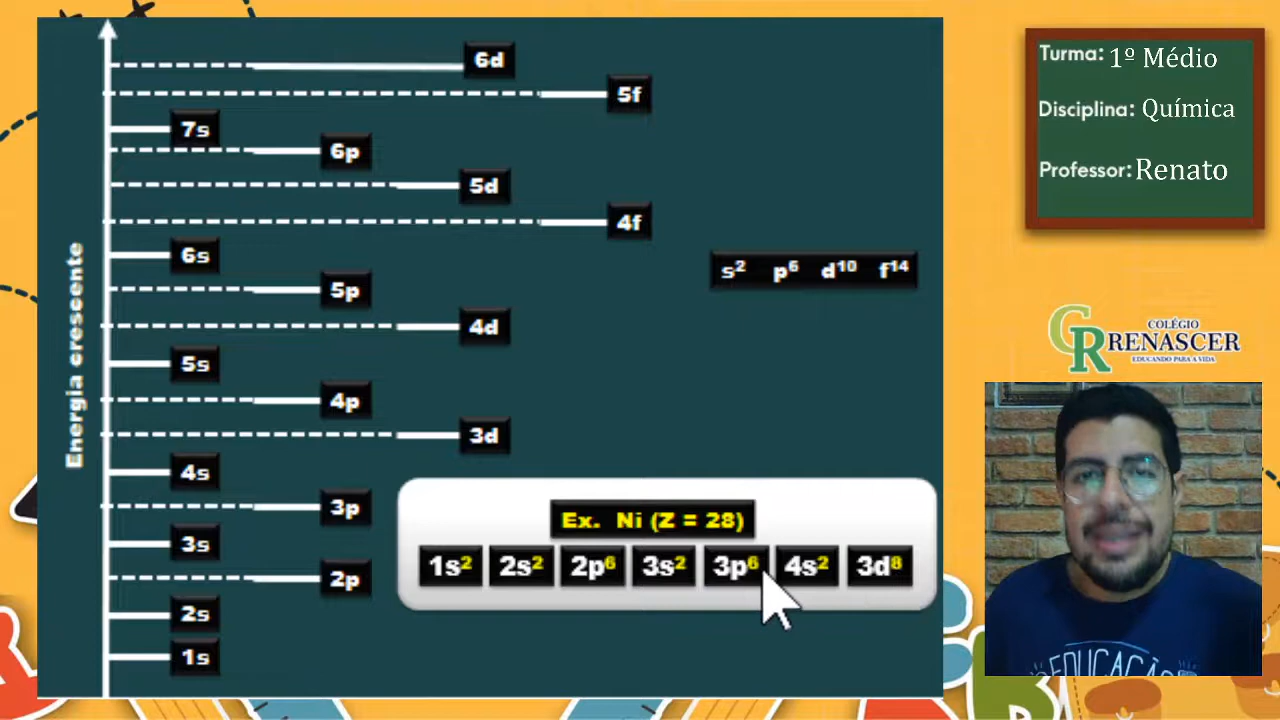 6d
5f
7s
6p
5d
4f
6s
5p
4d
5s
4p
3d
4s
3p
3s
2p
2s
1s
Energia crescente
s² p⁶ d¹⁰ f¹⁴
Ex. Ni (Z = 28)
1s² 2s² 2p⁶ 3s² 3p⁶ 4s² 3d⁸
Turma: 1º Médio
Disciplina: Química
Professor: Renato
CR
COLÉGIO
RENASCER
EDUCANDO PARA A VIDA
EDUCAÇÃO